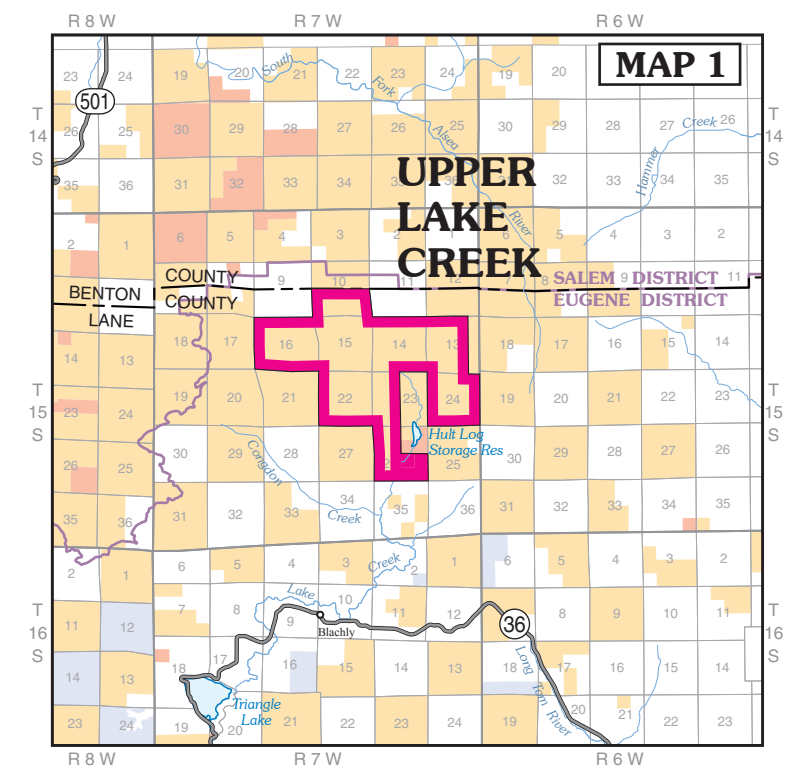 R 8 W R 7 W R 6 W
MAP 1
23 24 19 20 21 22 23 24 19 20
South Fork Alsea River
501
T 14 S
T 14 S
26 25 30 29 28 27 26 25 30 29 28 27 26
Hammer Creek
35 36 31 32 33 34 35 36 32 33 34 35
UPPER
LAKE
CREEK
2 1 6 5 4 3 2 5 4 3 2
COUNTY 9 10 11 12 7 8 9 11
SALEM DISTRICT
BENTON
COUNTY
EUGENE DISTRICT
LANE
14 13 18 17 16 15 14 13 18 17 16 15 14
T 15 S
T 15 S
23 24 19 20 21 22 23 24 19 20 21 22 23
Hult Log
Storage Res
26 25 30 29 28 27 25 30 29 28 27 26
Congdon Creek
35 36 31 32 33 34 35 36 31 32 33 34 35
2 1 6 5 4 3 2 1 6 5 4 3 2
Lake Creek
T 16 S
T 16 S
11 12 7 8 9 10 11 12 8 9 10 11
Blachly
36
14 13 18 17 16 15 14 13 18 17 16 15 14
Long Tom River
Triangle
Lake
23 24 19 20 21 22 23 24 19 20 21 22 23
R 8 W R 7 W R 6 W